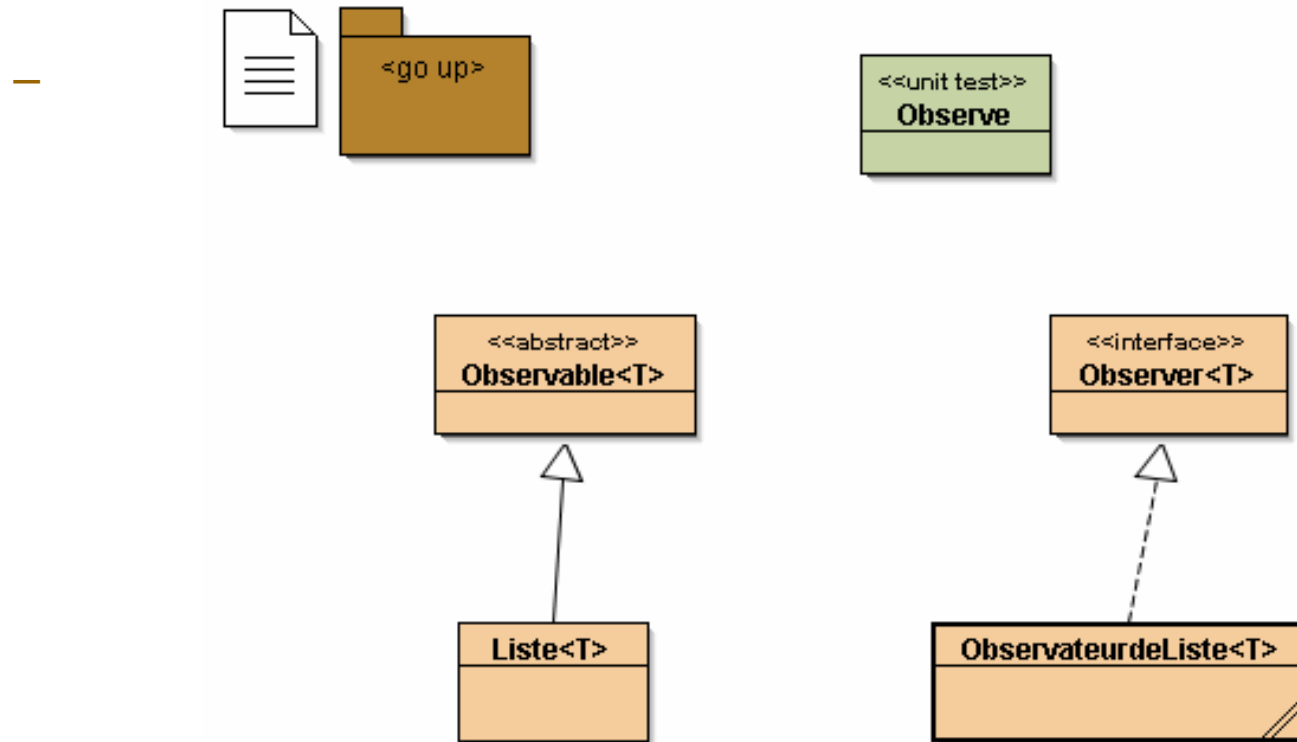 <go up>
<<unit test>>
Observe
<<abstract>>
Observable<T>
<<interface>>
Observer<T>
Liste<T>
ObservateurdeListe<T>